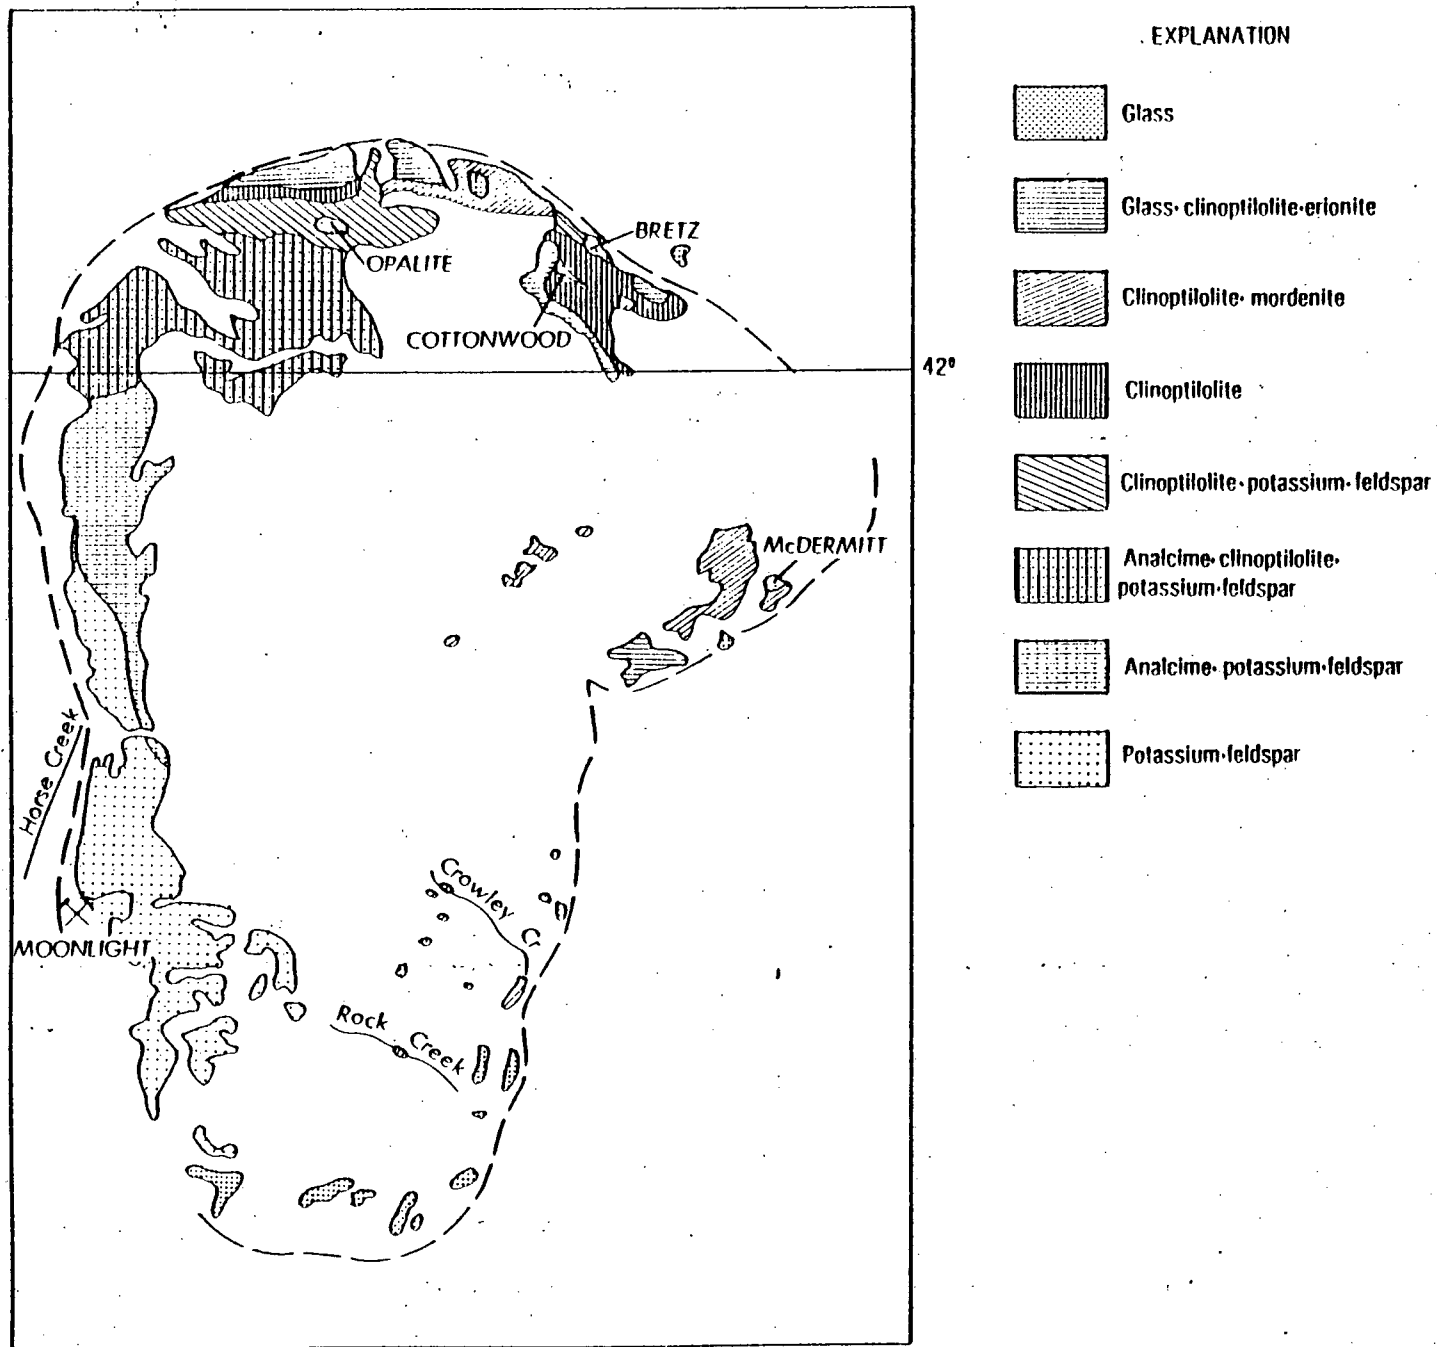 EXPLANATION
Glass
Glass·clinoptilolite·erionite
Clinoptilolite·mordenite
Clinoptilolite
Clinoptilolite·potassium·feldspar
Analcime·clinoptilolite·
potassium·feldspar
Analcime·potassium·feldspar
Potassium·feldspar
BRETZ
OPALITE
COTTONWOOD
42°
McDERMITT
Horse Creek
MOONLIGHT
Crowley Cr
Rock Creek